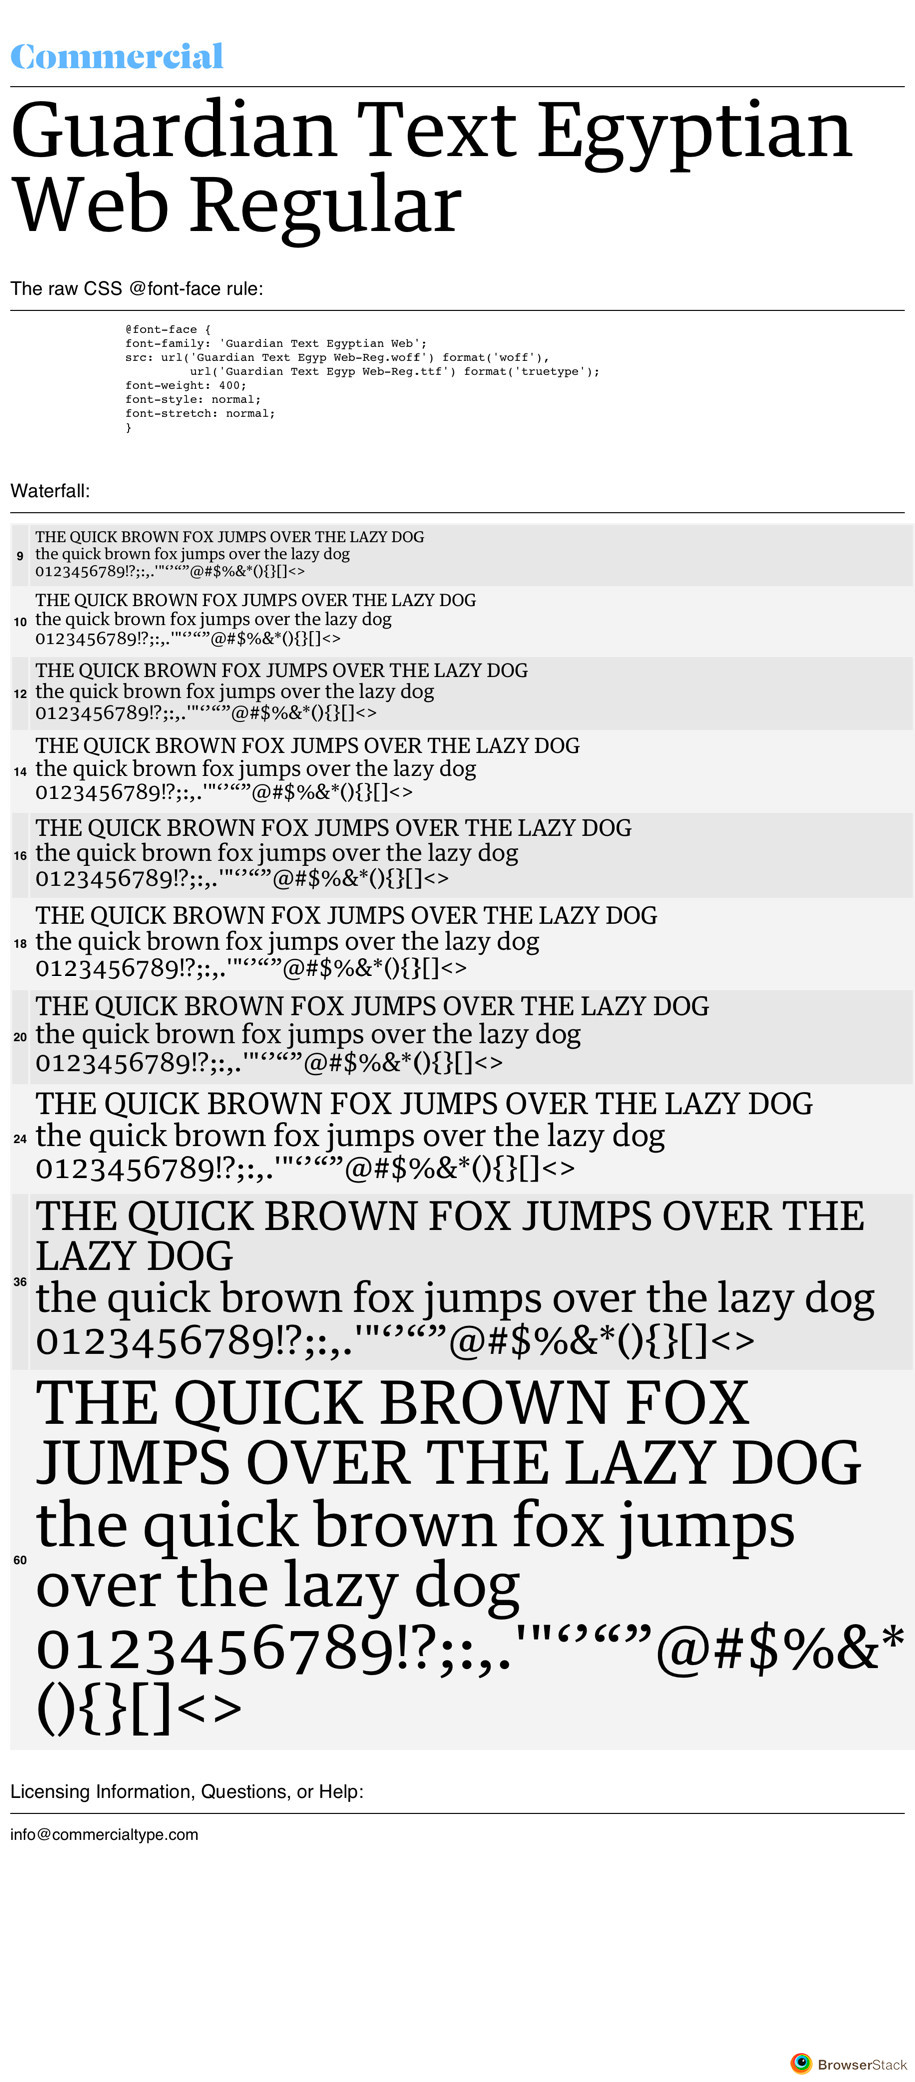 Commercial
Guardian Text Egyptian
Web Regular
The raw CSS @font-face rule:
@font-face {
font-family: 'Guardian Text Egyptian Web';
src: url('Guardian Text Egyp Web-Reg.woff') format('woff'),
url('Guardian Text Egyp Web-Reg.ttf') format('truetype');
font-weight: 400;
font-style: normal;
font-stretch: normal;
}
Waterfall:
THE QUICK BROWN FOX JUMPS OVER THE LAZY DOG
9 the quick brown fox jumps over the lazy dog
0123456789!?;:,.'"‘’“”@#$%&*(){}[]<>
THE QUICK BROWN FOX JUMPS OVER THE LAZY DOG
10 the quick brown fox jumps over the lazy dog
0123456789!?;:,.'"‘’“”@#$%&*(){}[]<>
THE QUICK BROWN FOX JUMPS OVER THE LAZY DOG
12 the quick brown fox jumps over the lazy dog
0123456789!?;:,.'"‘’“”@#$%&*(){}[]<>
THE QUICK BROWN FOX JUMPS OVER THE LAZY DOG
14 the quick brown fox jumps over the lazy dog
0123456789!?;:,.'"‘’“”@#$%&*(){}[]<>
THE QUICK BROWN FOX JUMPS OVER THE LAZY DOG
16 the quick brown fox jumps over the lazy dog
0123456789!?;:,.'"‘’“”@#$%&*(){}[]<>
THE QUICK BROWN FOX JUMPS OVER THE LAZY DOG
18 the quick brown fox jumps over the lazy dog
0123456789!?;:,.'"‘’“”@#$%&*(){}[]<>
THE QUICK BROWN FOX JUMPS OVER THE LAZY DOG
20 the quick brown fox jumps over the lazy dog
0123456789!?;:,.'"‘’“”@#$%&*(){}[]<>
THE QUICK BROWN FOX JUMPS OVER THE LAZY DOG
24 the quick brown fox jumps over the lazy dog
0123456789!?;:,.'"‘’“”@#$%&*(){}[]<>
THE QUICK BROWN FOX JUMPS OVER THE
LAZY DOG
36 the quick brown fox jumps over the lazy dog
0123456789!?;:,.'"‘’“”@#$%&*(){}[]<>
THE QUICK BROWN FOX
JUMPS OVER THE LAZY DOG
the quick brown fox jumps
60 over the lazy dog
0123456789!?;:,.'"‘’“”@#$%&*
(){}[]<>
Licensing Information, Questions, or Help:
info@commercialtype.com
BrowserStack